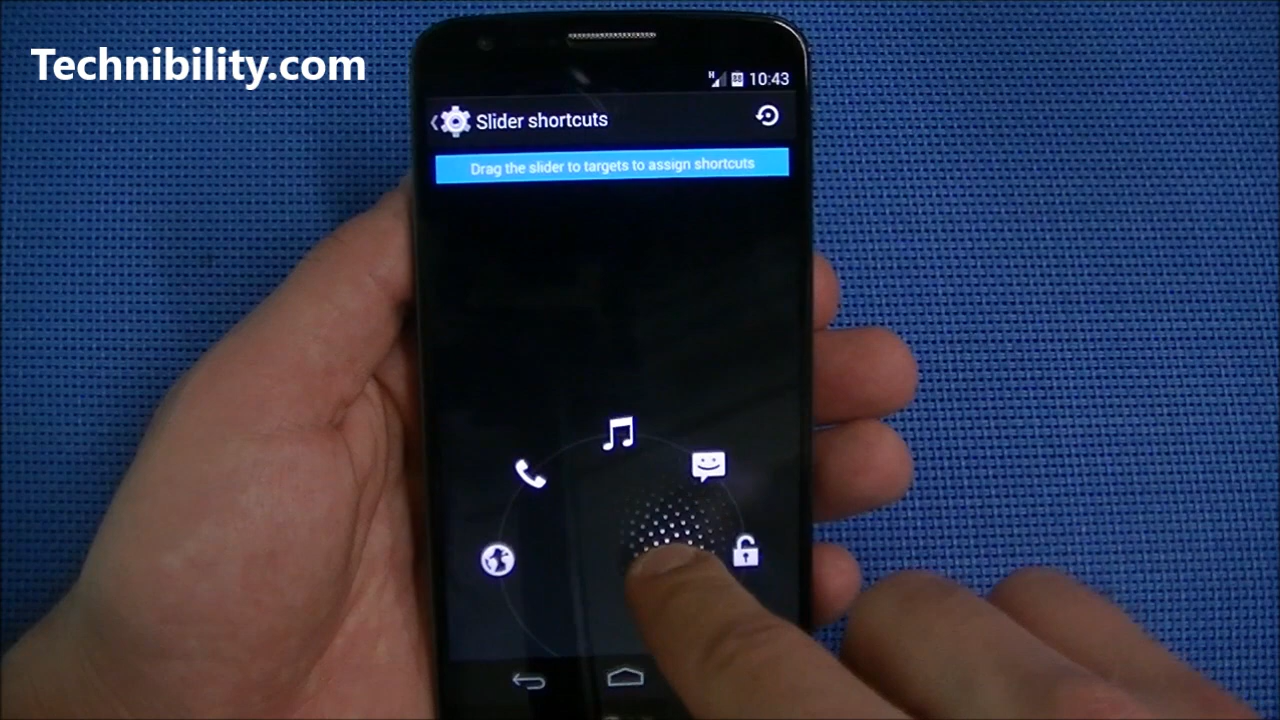 Technibility.com
H 10:43
Slider shortcuts
Drag the slider to targets to assign shortcuts